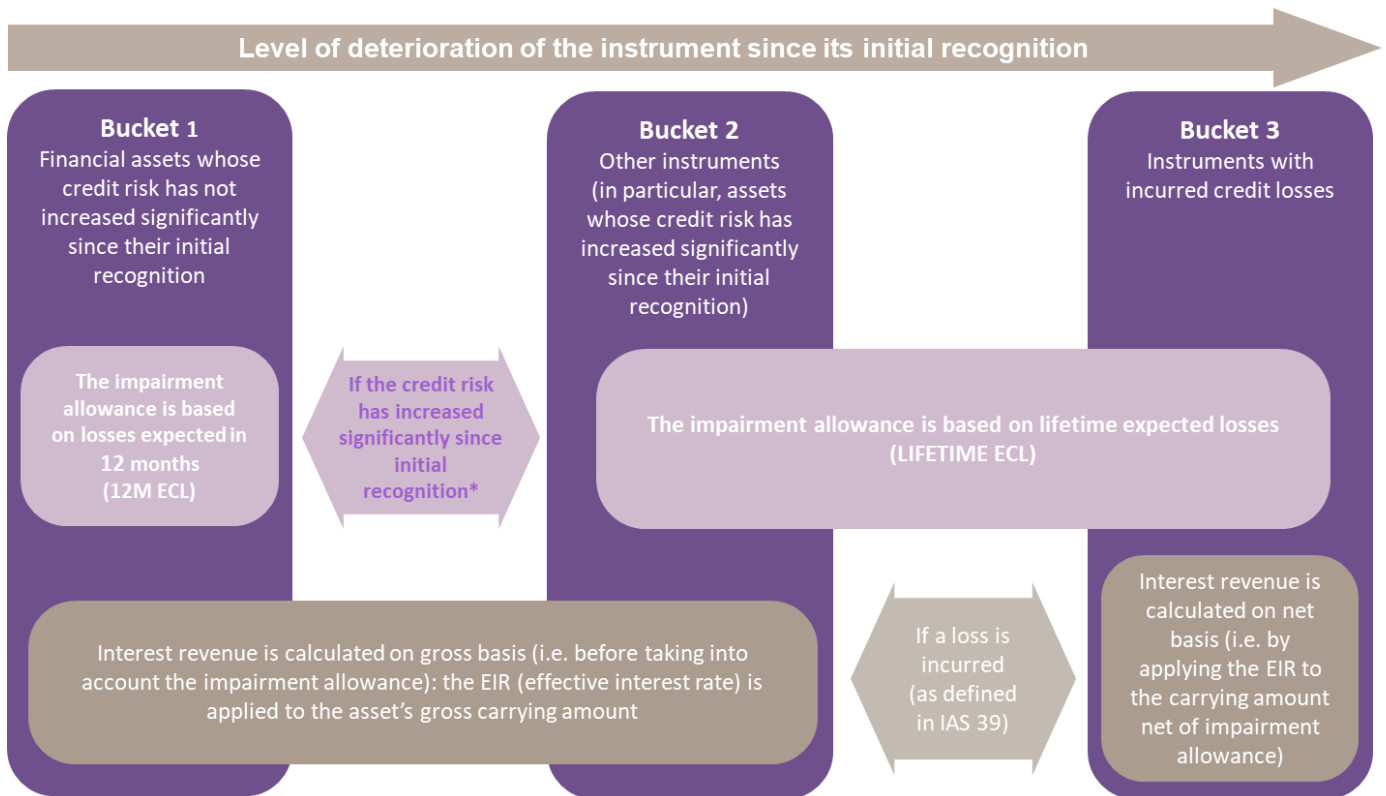 Level of deterioration of the instrument since its initial recognition
Bucket 1
Financial assets whose
credit risk has not
increased significantly
since their initial
recognition
Bucket 2
Other instruments
(in particular, assets
whose credit risk has
increased significantly
since their initial
recognition)
Bucket 3
Instruments with
incurred credit losses
The impairment
allowance is based
on losses expected in
12 months
(12M ECL)
If the credit risk
has increased
significantly since
initial
recognition*
The impairment allowance is based on lifetime expected losses
(LIFETIME ECL)
Interest revenue is calculated on gross basis (i.e. before taking into
account the impairment allowance): the EIR (effective interest rate) is
applied to the asset’s gross carrying amount
If a loss is
incurred
(as defined
in IAS 39)
Interest revenue is
calculated on net
basis (i.e. by
applying the EIR to
the carrying amount
net of impairment
allowance)